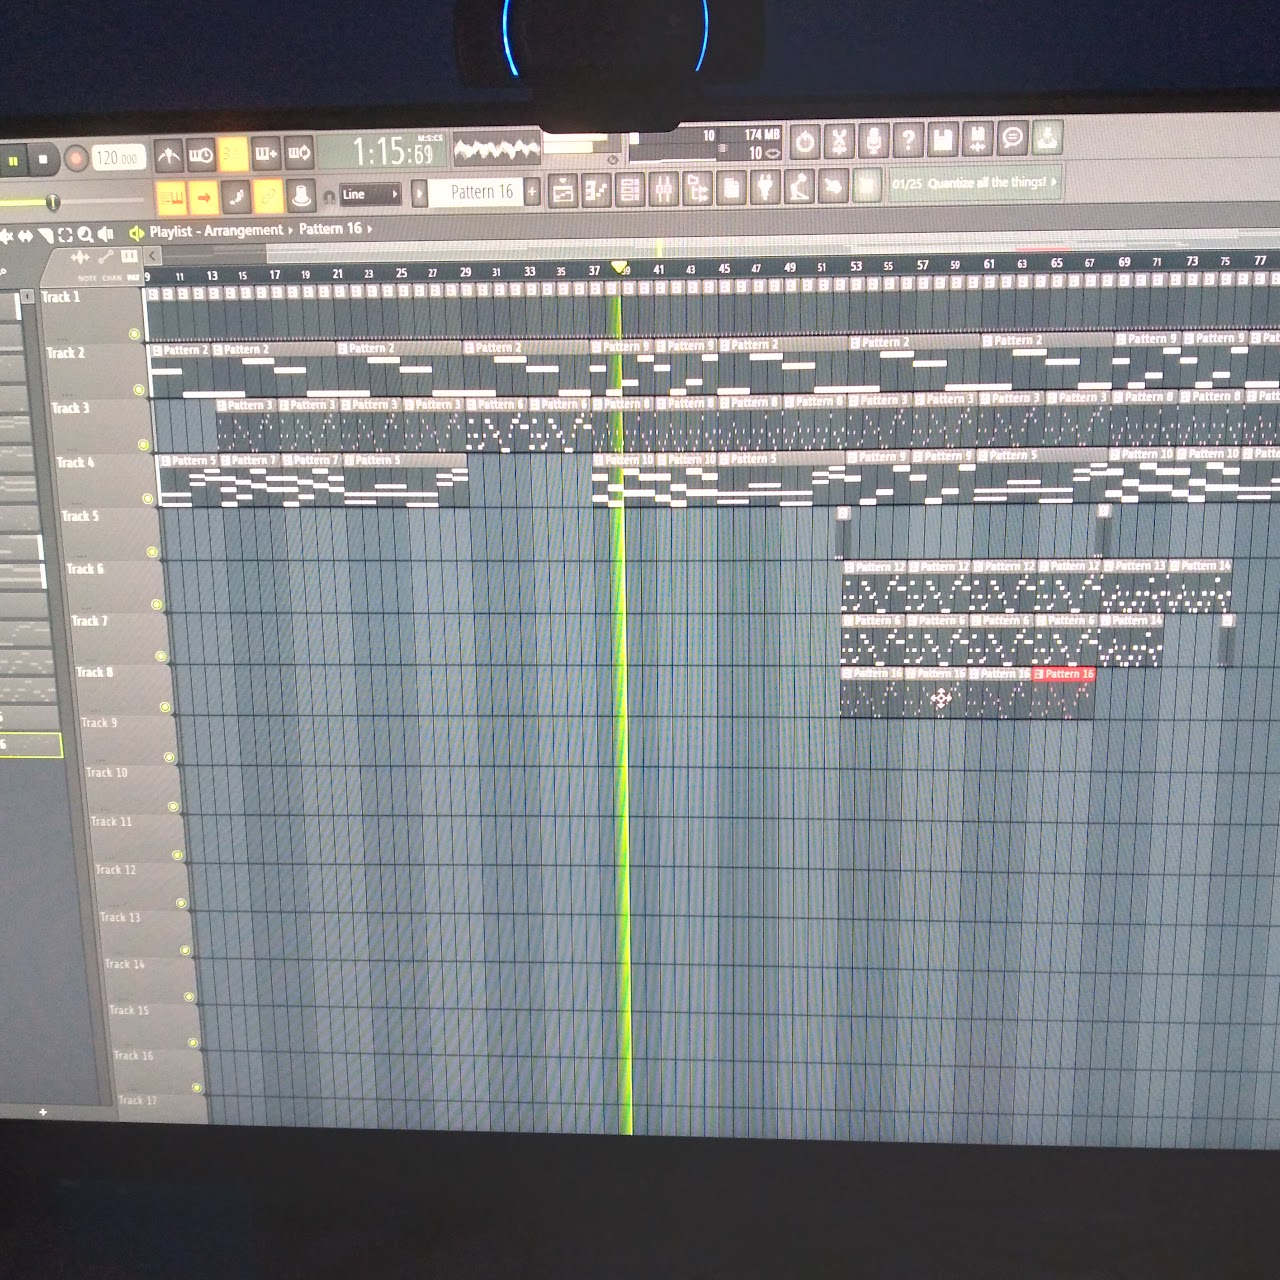 120.000
1:15:69
M:S:CS
10
174 MB
10
Line
Pattern 16
01/25 Quantize all the things!
Playlist - Arrangement
Pattern 16
NOTE CHAN PAT
9 11 13 15 17 19 21 23 25 27 29 31 33 35 37 39 41 43 45 47 49 51 53 55 57 59 61 63 65 67 69 71 73 75 77
Track 1
Track 2
Pattern 2 Pattern 2 Pattern 2 Pattern 2 Pattern 9 Pattern 9 Pattern 2 Pattern 2 Pattern 2 Pattern 9 Pattern 9 Pat
Track 3
Pattern 3 Pattern 3 Pattern 3 Pattern 3 Pattern 6 Pattern 6 Pattern 8 Pattern 8 Pattern 8 Pattern 8 Pattern 3 Pattern 3 Pattern 3 Pattern 3 Pattern 8 Pattern 8 Patt
Track 4
Pattern 5 Pattern 7 Pattern 7 Pattern 5 Pattern 10 Pattern 10 Pattern 5 Pattern 9 Pattern 9 Pattern 5 Pattern 10 Pattern 10 Patte
Track 5
Track 6
Pattern 12 Pattern 12 Pattern 12 Pattern 12 Pattern 13 Pattern 14
Track 7
Pattern 6 Pattern 6 Pattern 6 Pattern 6 Pattern 14
Track 8
Pattern 16 Pattern 16 Pattern 16 Pattern 16
Track 9
Track 10
Track 11
Track 12
Track 13
Track 14
Track 15
Track 16
Track 17